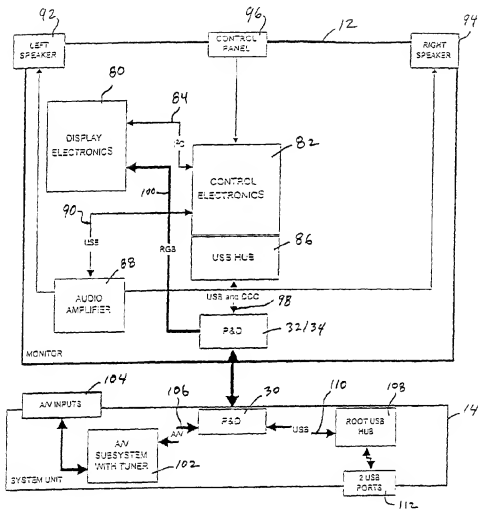 92
96
12
94
LEFT
SPEAKER
CONTROL
PANEL
RIGHT
SPEAKER
80
84
DISPLAY
ELECTRONICS
I2C
82
CONTROL
ELECTRONICS
100
90
USB
RGB
86
USB HUB
88
AUDIO
AMPLIFIER
USB and DDC
98
P&D
32/34
MONITOR
104
A/V INPUTS
106
30
110
108
14
P&D
A/V
USB
ROOT USB
HUB
A/V
SUBSYSTEM
WITH TUNER
102
SYSTEM UNIT
2 USB
PORTS
112